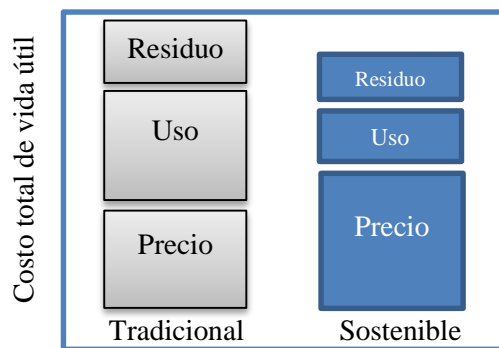 Costo total de vida útil
Residuo
Uso
Precio
Tradicional
Residuo
Uso
Precio
Sostenible